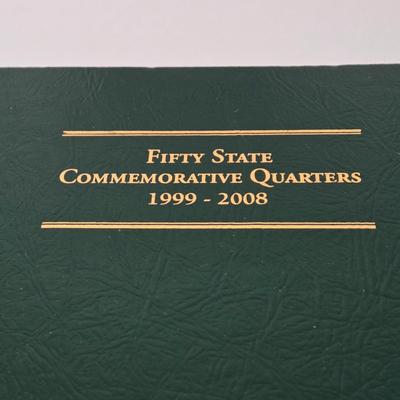 Fifty State
Commemorative Quarters
1999 - 2008